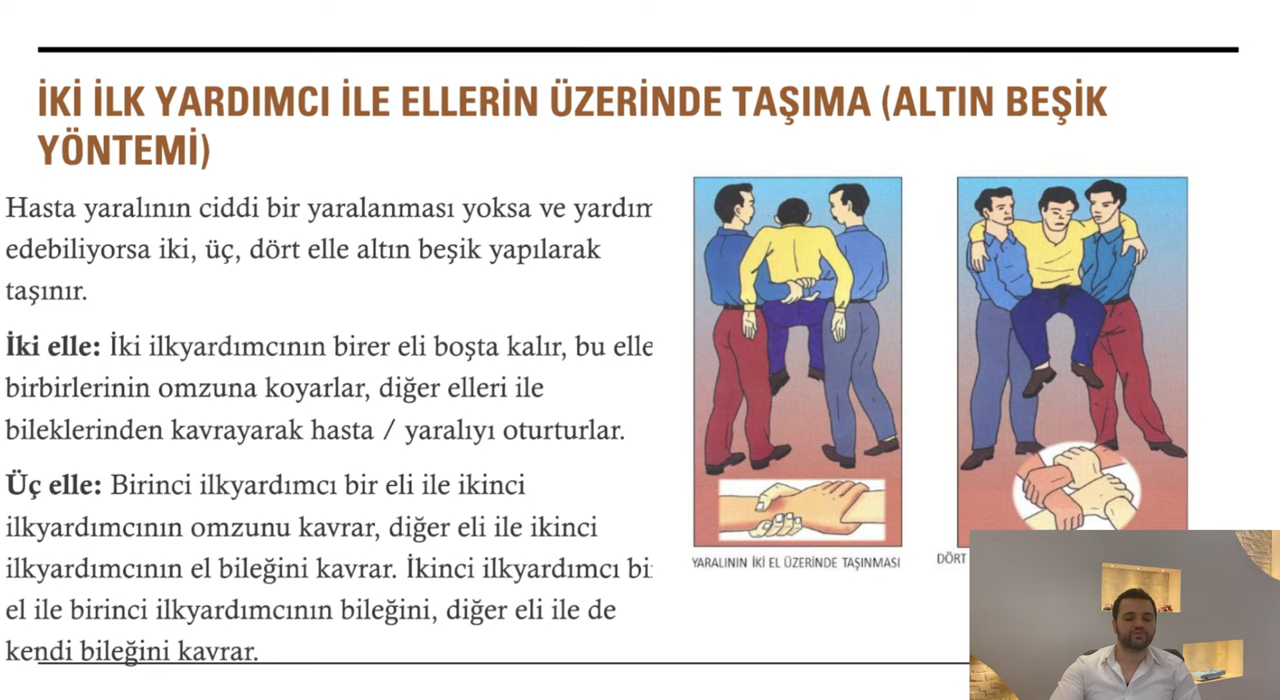 İKİ İLK YARDIMCI İLE ELLERİN ÜZERİNDE TAŞIMA (ALTIN BEŞİK
YÖNTEMİ)
Hasta yaralının ciddi bir yaralanması yoksa ve
edebiliyorsa iki, üç, dört elle altın beşik yapılarak
taşınır.
İki elle: İki ilkyardımcının birer eli boşta kalır, bu
birbirlerinin omzuna koyarlar, diğer elleri ile
bileklerinden kavrayarak hasta / yaralıyı oturturlar.
Üç elle: Birinci ilkyardımcı bir eli ile ikinci
ilkyardımcının omzunu kavrar, diğer eli ile ikinci
ilkyardımcının el bileğini kavrar. İkinci ilkyardımcı
el ile birinci ilkyardımcının bileğini, diğer eli ile de
kendi bileğini kavrar.
YARALININ İKİ EL ÜZERİNDE TAŞINMASI
DÖRT